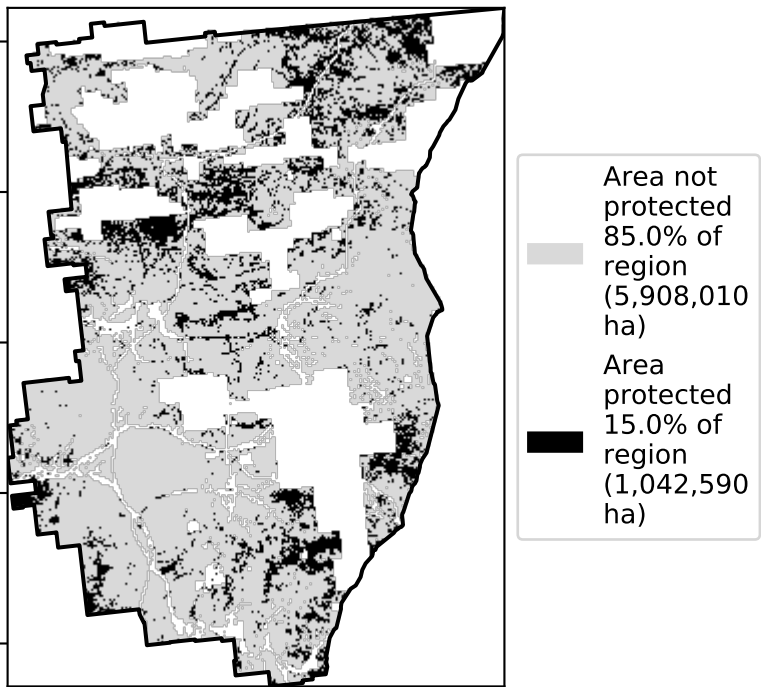 Area not
protected
85.0% of
region
(5,908,010
ha)
Area
protected
15.0% of
region
(1,042,590
ha)